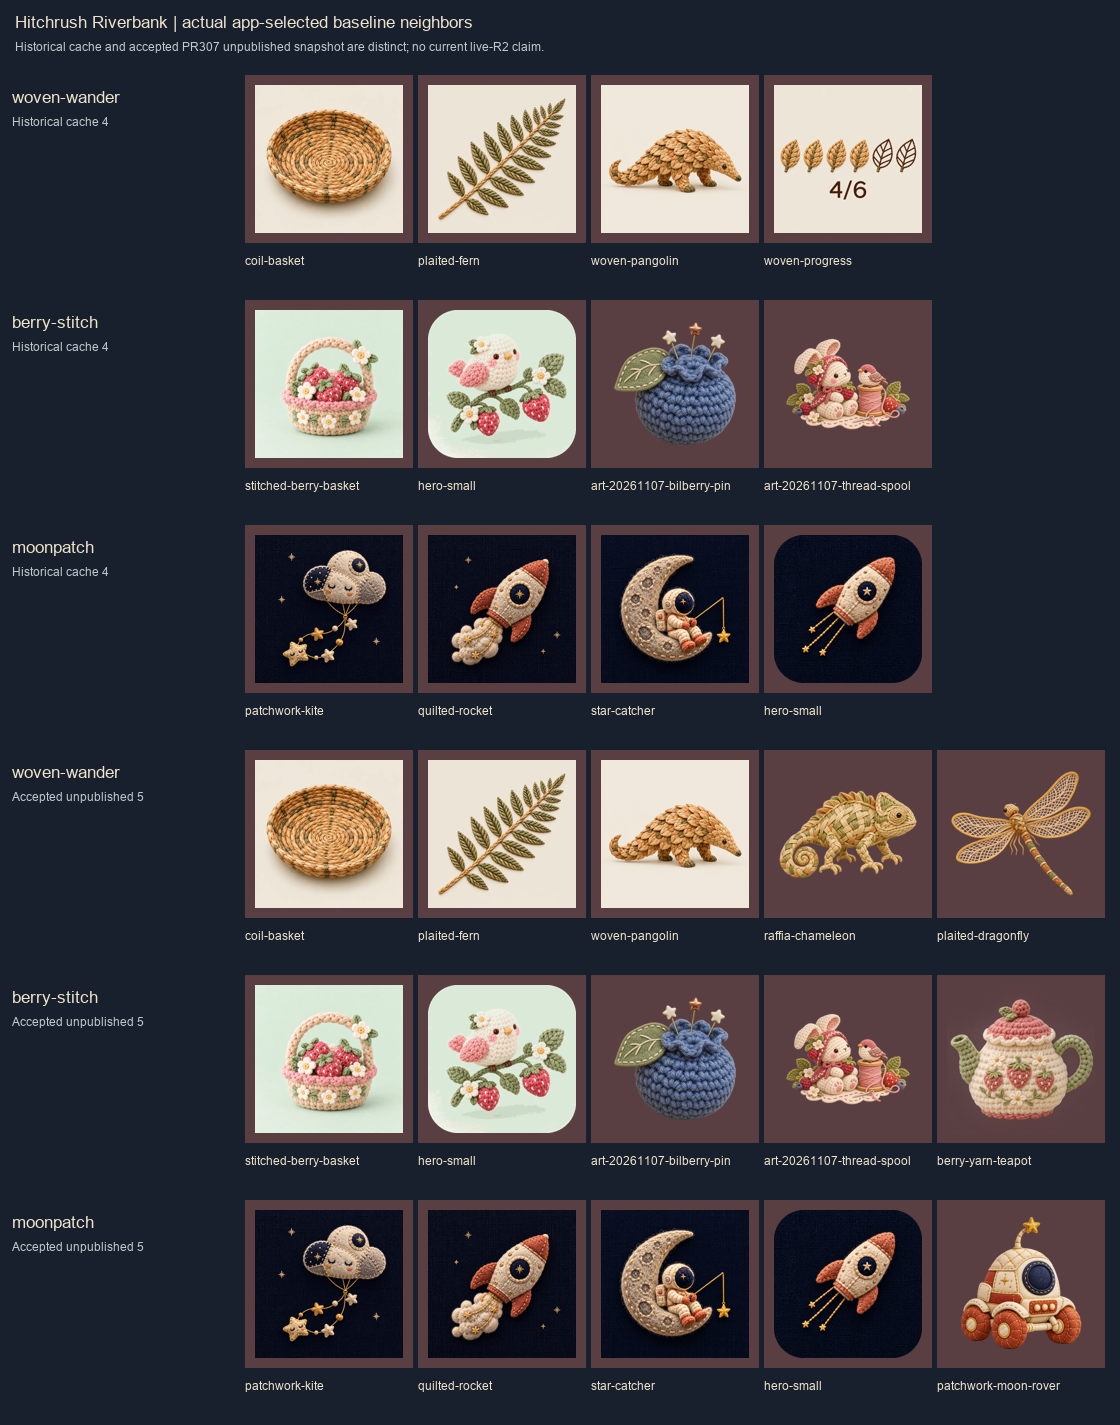 Hitchrush Riverbank | actual app-selected baseline neighbors
Historical cache and accepted PR307 unpublished snapshot are distinct; no current live-R2 claim.
woven-wander
Historical cache 4
4/6
coil-basket
plaited-fern
woven-pangolin
woven-progress
berry-stitch
Historical cache 4
stitched-berry-basket
hero-small
art-20261107-bilberry-pin
art-20261107-thread-spool
moonpatch
Historical cache 4
patchwork-kite
quilted-rocket
star-catcher
hero-small
woven-wander
Accepted unpublished 5
coil-basket
plaited-fern
woven-pangolin
raffia-chameleon
plaited-dragonfly
berry-stitch
Accepted unpublished 5
stitched-berry-basket
hero-small
art-20261107-bilberry-pin
art-20261107-thread-spool
berry-yarn-teapot
moonpatch
Accepted unpublished 5
patchwork-kite
quilted-rocket
star-catcher
hero-small
patchwork-moon-rover